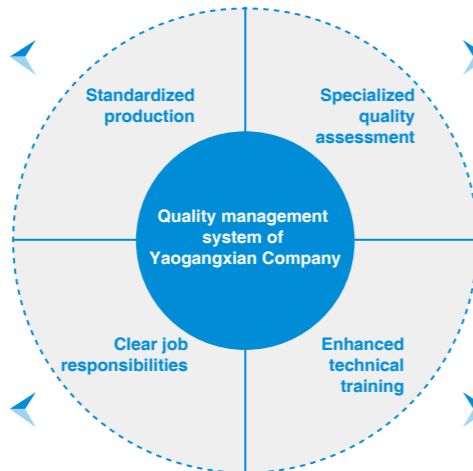 Standardized
production
Specialized
quality
assessment
Quality management
system of
Yaogangxian Company
Clear job
responsibilities
Enhanced
technical
training